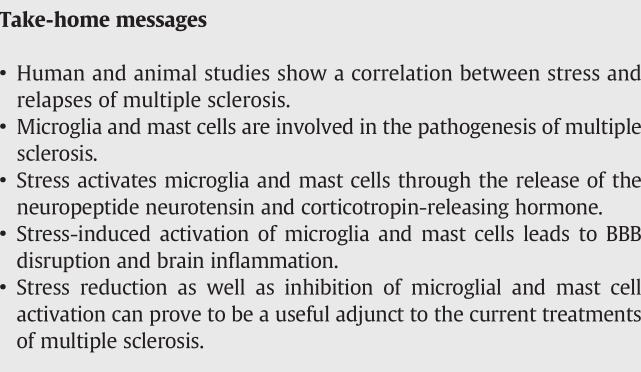 Take-home messages
• Human and animal studies show a correlation between stress and
relapses of multiple sclerosis.
• Microglia and mast cells are involved in the pathogenesis of multiple
sclerosis.
• Stress activates microglia and mast cells through the release of the
neuropeptide neurotensin and corticotropin-releasing hormone.
• Stress-induced activation of microglia and mast cells leads to BBB
disruption and brain inflammation.
• Stress reduction as well as inhibition of microglial and mast cell
activation can prove to be a useful adjunct to the current treatments
of multiple sclerosis.